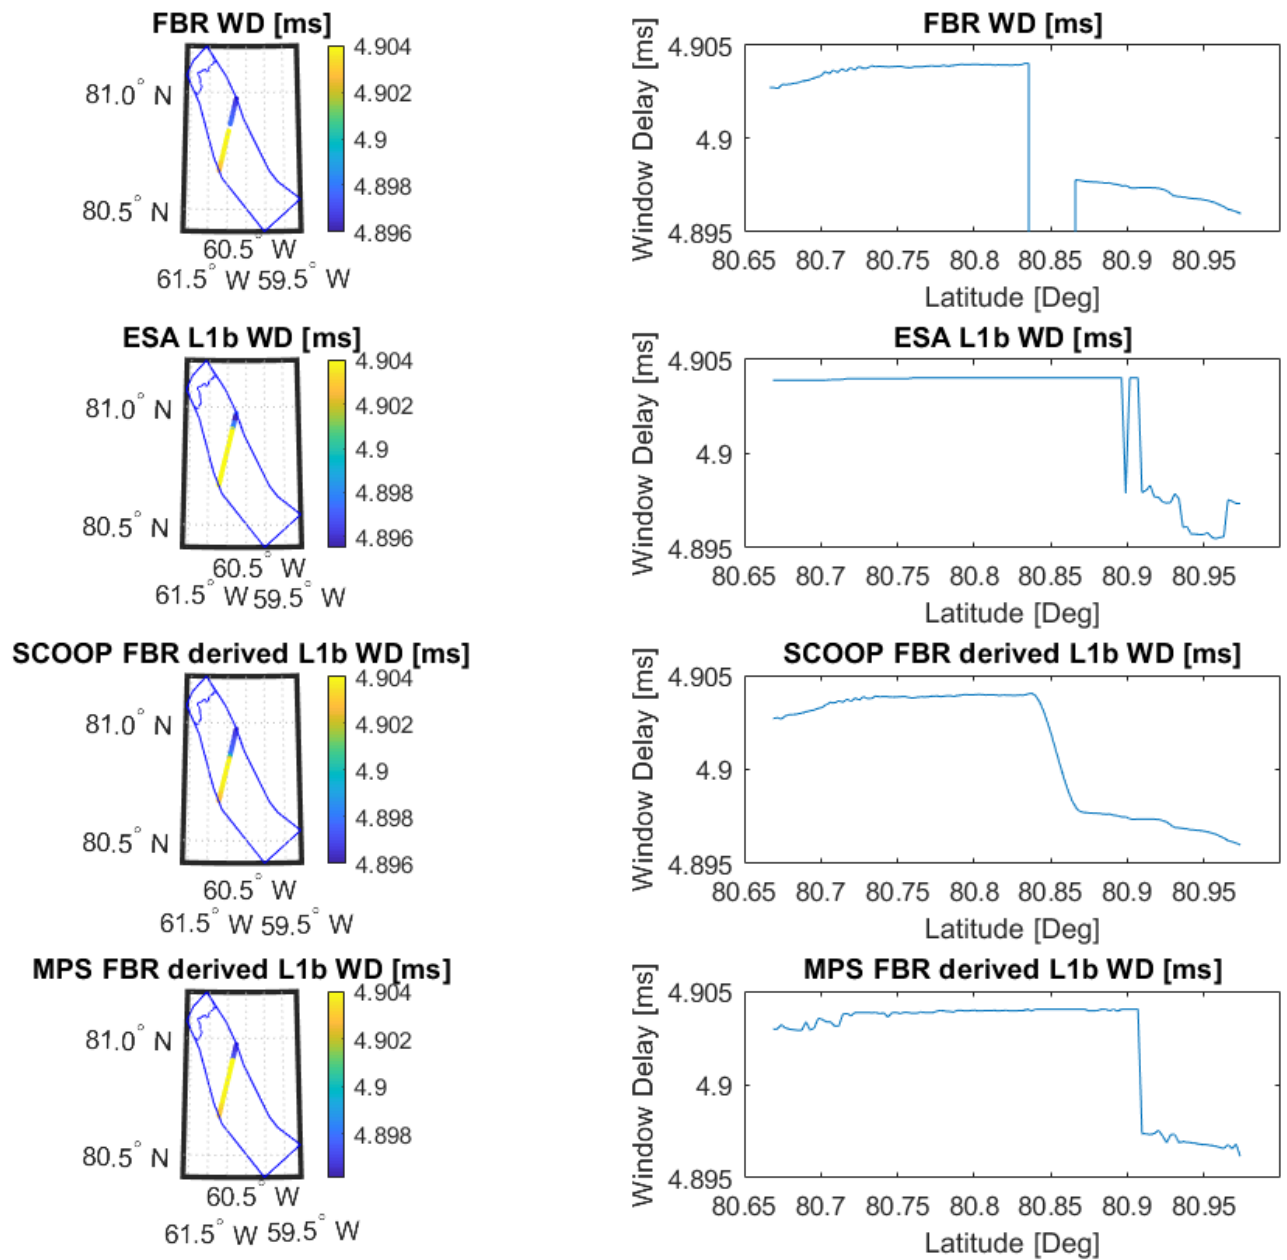 FBR WD [ms]
4.904
4.902
4.9
4.898
4.896
81.0° N
80.5° N
60.5° W
61.5° W 59.5° W
FBR WD [ms]
Window Delay [ms]
4.905
4.9
4.895
80.65 80.7 80.75 80.8 80.85 80.9 80.95
Latitude [Deg]
ESA L1b WD [ms]
4.904
4.902
4.9
4.898
4.896
81.0° N
80.5° N
60.5° W
61.5° W 59.5° W
ESA L1b WD [ms]
Window Delay [ms]
4.905
4.9
4.895
80.65 80.7 80.75 80.8 80.85 80.9 80.95
Latitude [Deg]
SCOOP FBR derived L1b WD [ms]
4.904
4.902
4.9
4.898
4.896
81.0° N
80.5° N
60.5° W
61.5° W 59.5° W
SCOOP FBR derived L1b WD [ms]
Window Delay [ms]
4.905
4.9
4.895
80.65 80.7 80.75 80.8 80.85 80.9 80.95
Latitude [Deg]
MPS FBR derived L1b WD [ms]
4.904
4.902
4.9
4.898
81.0° N
80.5° N
60.5° W
61.5° W 59.5° W
MPS FBR derived L1b WD [ms]
Window Delay [ms]
4.905
4.9
4.895
80.65 80.7 80.75 80.8 80.85 80.9 80.95
Latitude [Deg]